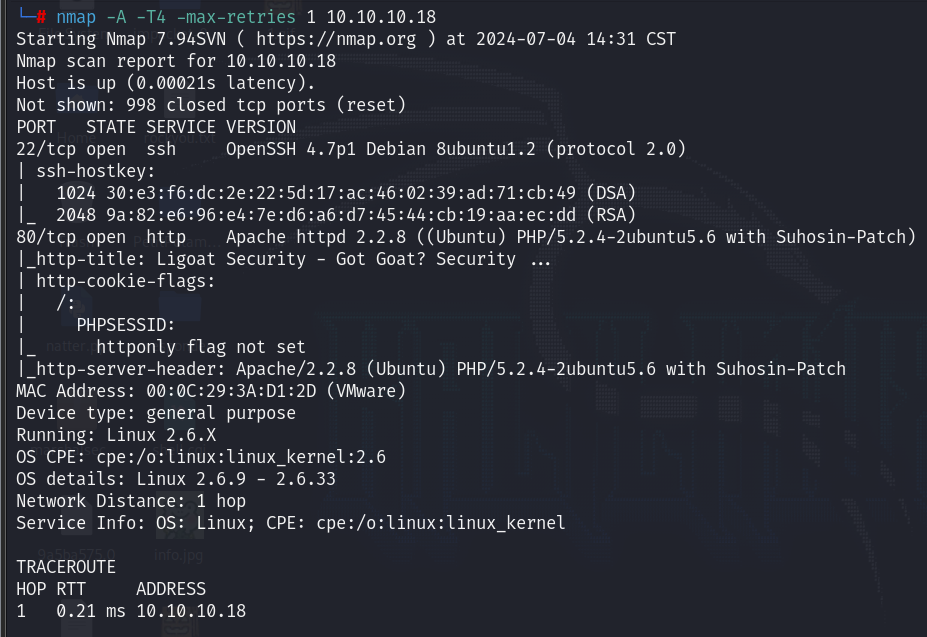 └─# nmap -A -T4 -max-retries 1 10.10.10.18
Starting Nmap 7.94SVN ( https://nmap.org ) at 2024-07-04 14:31 CST
Nmap scan report for 10.10.10.18
Host is up (0.00021s latency).
Not shown: 998 closed tcp ports (reset)
PORT   STATE SERVICE VERSION
22/tcp open  ssh     OpenSSH 4.7p1 Debian 8ubuntu1.2 (protocol 2.0)
| ssh-hostkey:
|   1024 30:e3:f6:dc:2e:22:5d:17:ac:46:02:39:ad:71:cb:49 (DSA)
|_  2048 9a:82:e6:96:e4:7e:d6:a6:d7:45:44:cb:19:aa:ec:dd (RSA)
80/tcp open  http    Apache httpd 2.2.8 ((Ubuntu) PHP/5.2.4-2ubuntu5.6 with Suhosin-Patch)
|_http-title: Ligoat Security - Got Goat? Security ...
| http-cookie-flags:
|   /:
|     PHPSESSID:
|_      httponly flag not set
|_http-server-header: Apache/2.2.8 (Ubuntu) PHP/5.2.4-2ubuntu5.6 with Suhosin-Patch
MAC Address: 00:0C:29:3A:D1:2D (VMware)
Device type: general purpose
Running: Linux 2.6.X
OS CPE: cpe:/o:linux:linux_kernel:2.6
OS details: Linux 2.6.9 - 2.6.33
Network Distance: 1 hop
Service Info: OS: Linux; CPE: cpe:/o:linux:linux_kernel
info.jpg
TRACEROUTE
HOP RTT     ADDRESS
1   0.21 ms 10.10.10.18